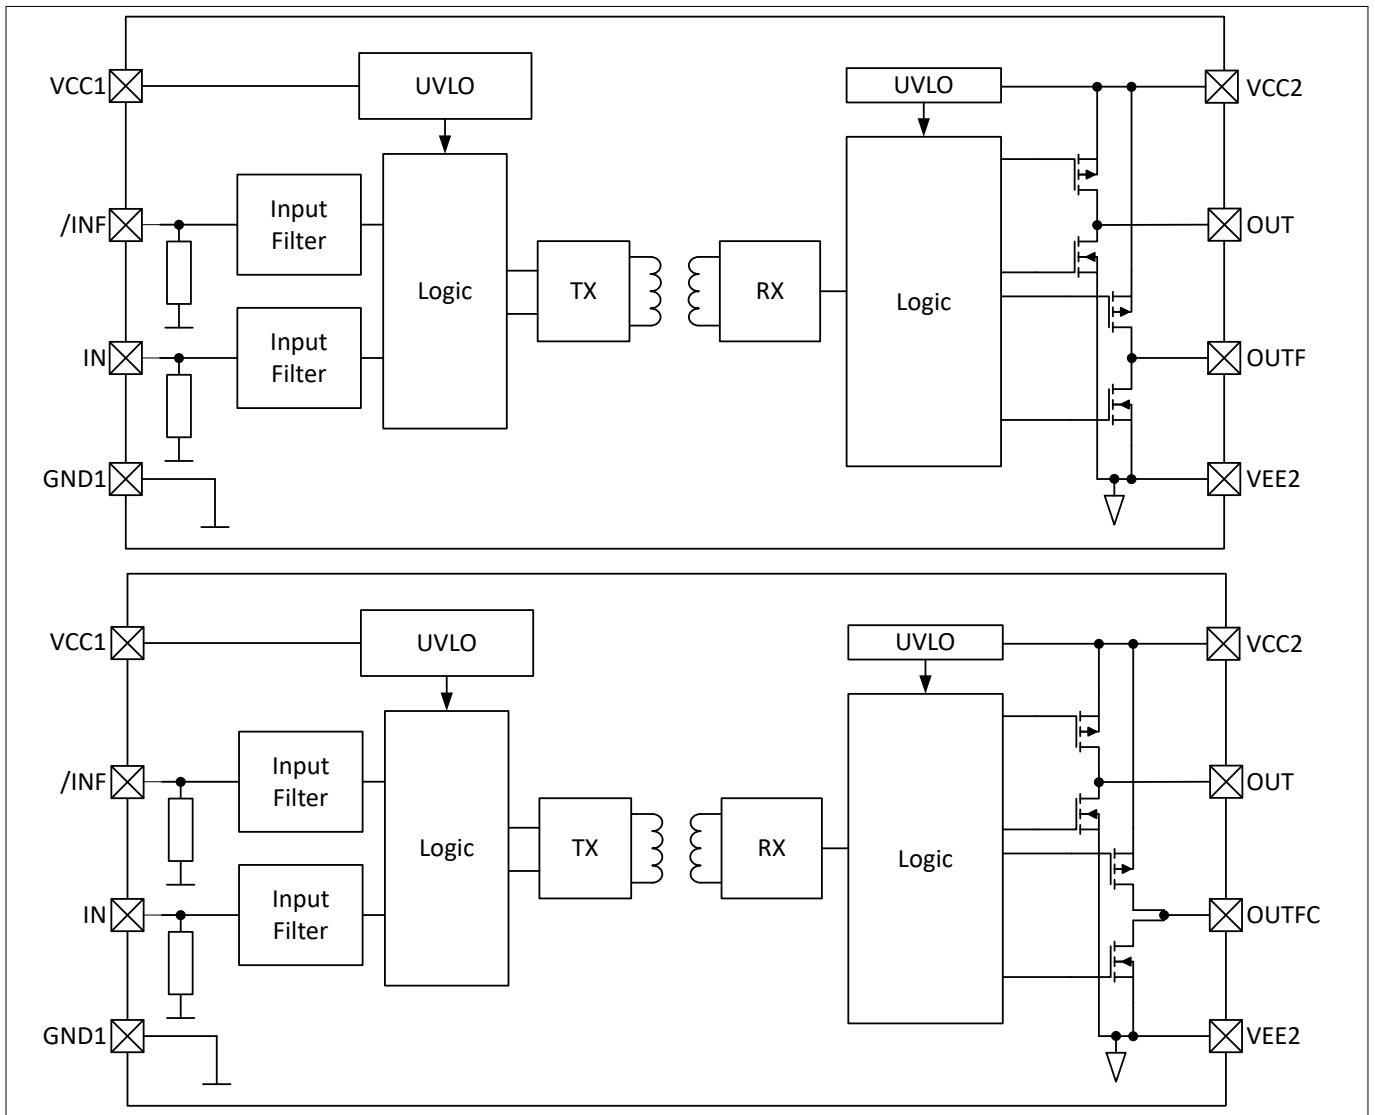 VCC1
UVLO
UVLO
VCC2
/INF
Input
Filter
OUT
Logic
TX
RX
Logic
IN
Input
Filter
OUTF
GND1
VEE2
VCC1
UVLO
UVLO
VCC2
/INF
Input
Filter
OUT
Logic
TX
RX
Logic
IN
Input
Filter
OUTFC
GND1
VEE2